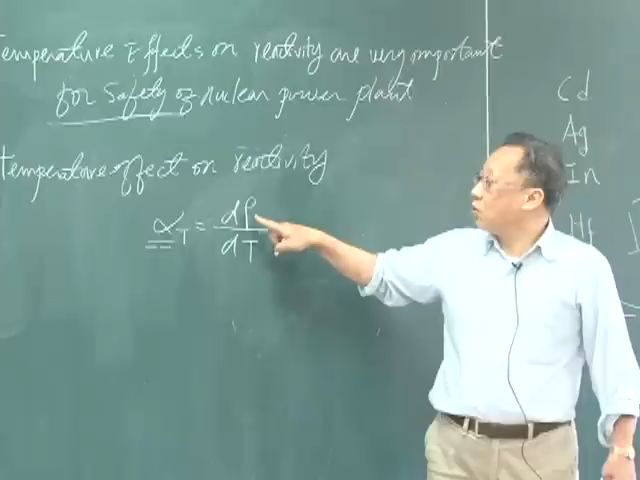 Temperature Effects on reactivity are very important
for Safety of nuclear power plant
Temperature effect on reactivity
α_T = dρ/dT
Cd
Ag
In
Hf